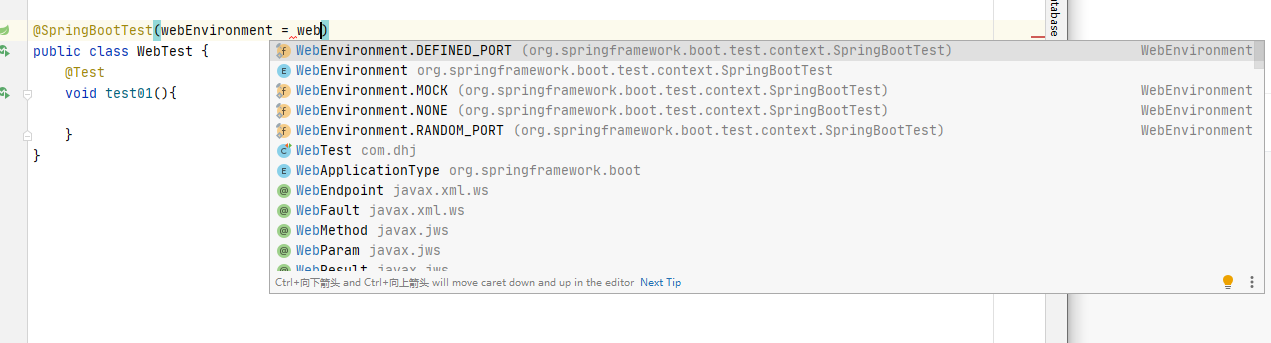 @SpringBootTest(webEnvironment = web)
public class WebTest {
@Test
void test01(){
}
}
WebEnvironment.DEFINED_PORT (org.springframework.boot.test.context.SpringBootTest) WebEnvironment
WebEnvironment org.springframework.boot.test.context.SpringBootTest
WebEnvironment.MOCK (org.springframework.boot.test.context.SpringBootTest) WebEnvironment
WebEnvironment.NONE (org.springframework.boot.test.context.SpringBootTest) WebEnvironment
WebEnvironment.RANDOM_PORT (org.springframework.boot.test.context.SpringBootTest) WebEnvironment
WebTest com.dhj
WebApplicationType org.springframework.boot
WebEndpoint javax.xml.ws
WebFault javax.xml.ws
WebMethod javax.jws
WebParam javax.jws
WebResult javax.jws
Ctrl+向下箭头 and Ctrl+向上箭头 will move caret down and up in the editor Next Tip
atabase